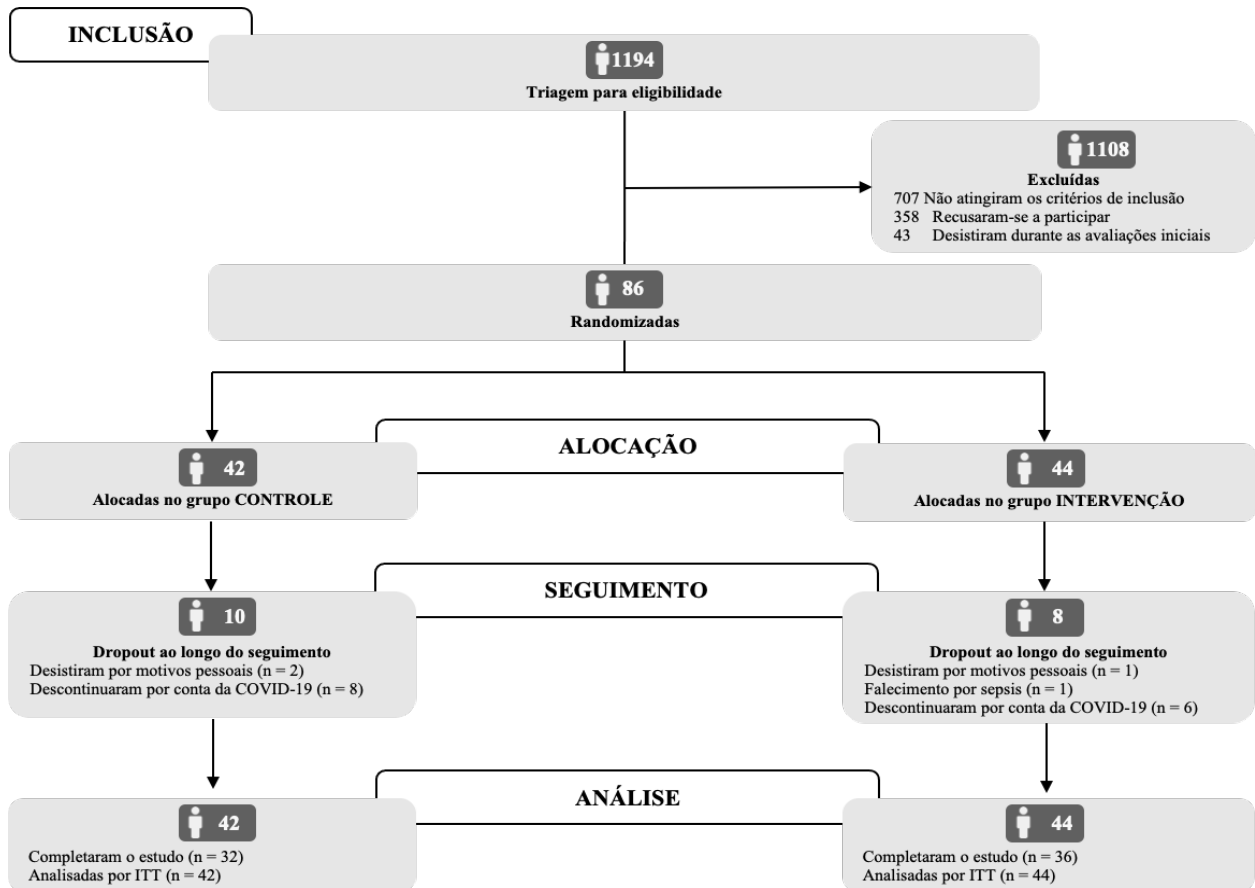 INCLUSÃO
1194
Triagem para eligibilidade
1108
Excluídas
707 Não atingiram os critérios de inclusão
358 Recusaram-se a participar
43 Desistiram durante as avaliações iniciais
86
Randomizadas
ALOCAÇÃO
42
Alocadas no grupo CONTROLE
44
Alocadas no grupo INTERVENÇÃO
SEGUIMENTO
10
Dropout ao longo do seguimento
Desistiram por motivos pessoais (n = 2)
Descontinuaram por conta da COVID-19 (n = 8)
8
Dropout ao longo do seguimento
Desistiram por motivos pessoais (n = 1)
Falecimento por sepsis (n = 1)
Descontinuaram por conta da COVID-19 (n = 6)
ANÁLISE
42
Completaram o estudo (n = 32)
Analisadas por ITT (n = 42)
44
Completaram o estudo (n = 36)
Analisadas por ITT (n = 44)